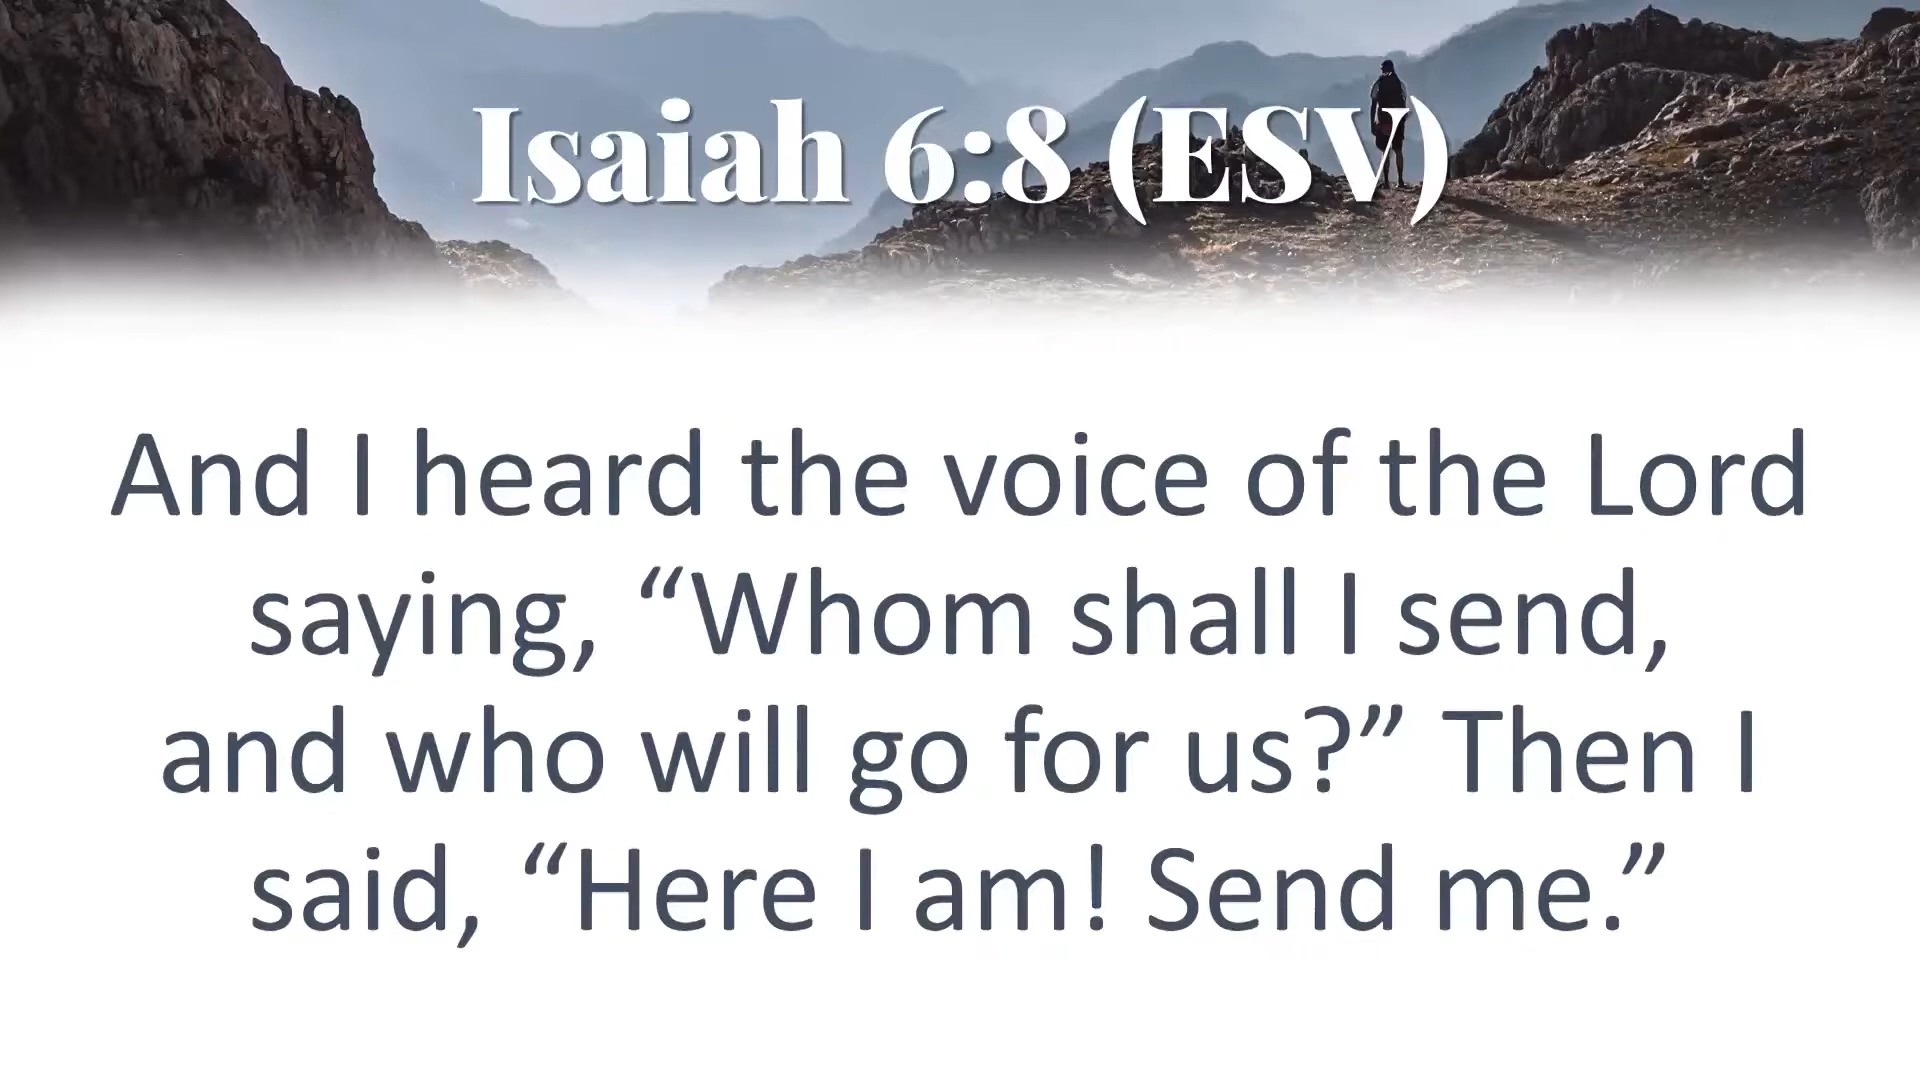 Isaiah 6:8 (ESV)
And I heard the voice of the Lord
saying, “Whom shall I send,
and who will go for us?” Then I
said, “Here I am! Send me.”